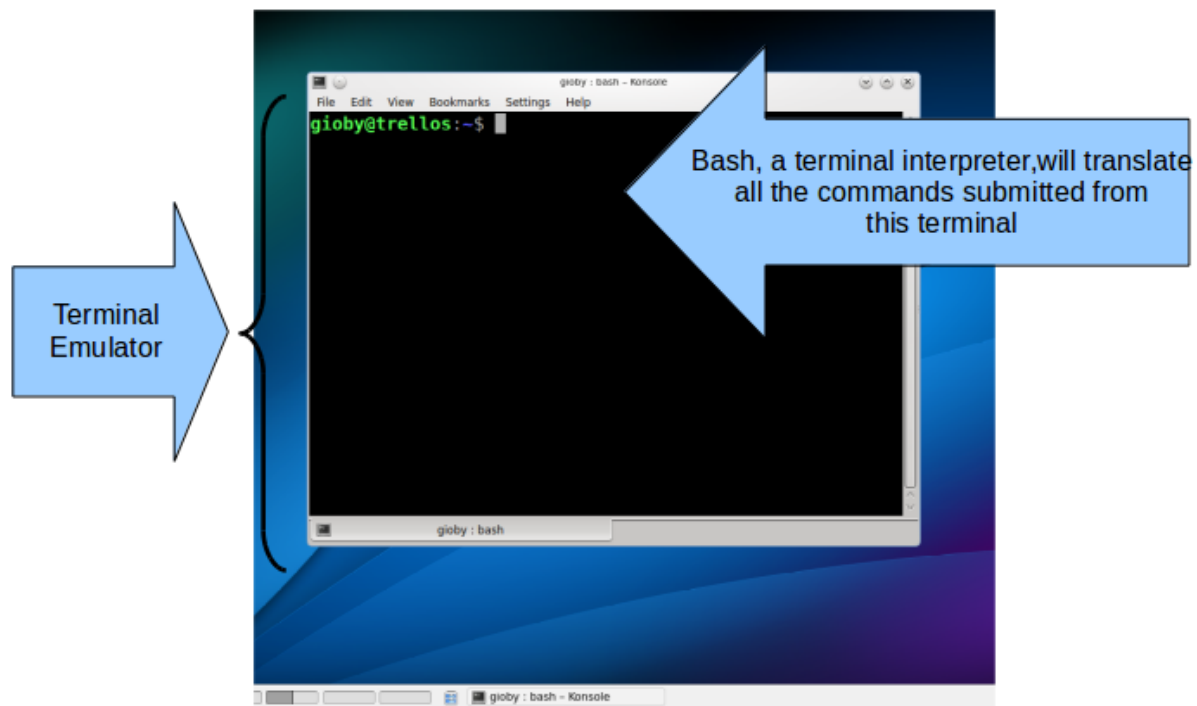 gioby : bash – Konsole
File Edit View Bookmarks Settings Help
gioby@trellos:~$
Bash, a terminal interpreter,will translate
all the commands submitted from
this terminal
Terminal
Emulator
gioby : bash
gioby : bash – Konsole